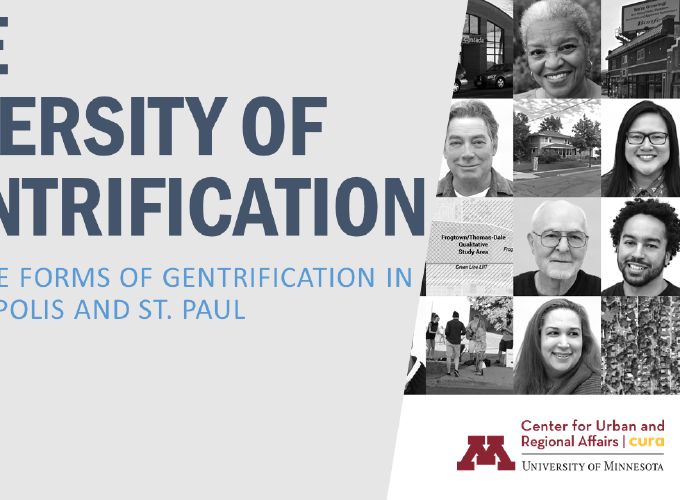 E
ERSITY OF
NTRIFICATION
E FORMS OF GENTRIFICATION IN
POLIS AND ST. PAUL
Frogtown/Thomas-Dale
Qualitative
Study Area
Frog
Green Line LRT
Center for Urban and
Regional Affairs | cura
UNIVERSITY OF MINNESOTA